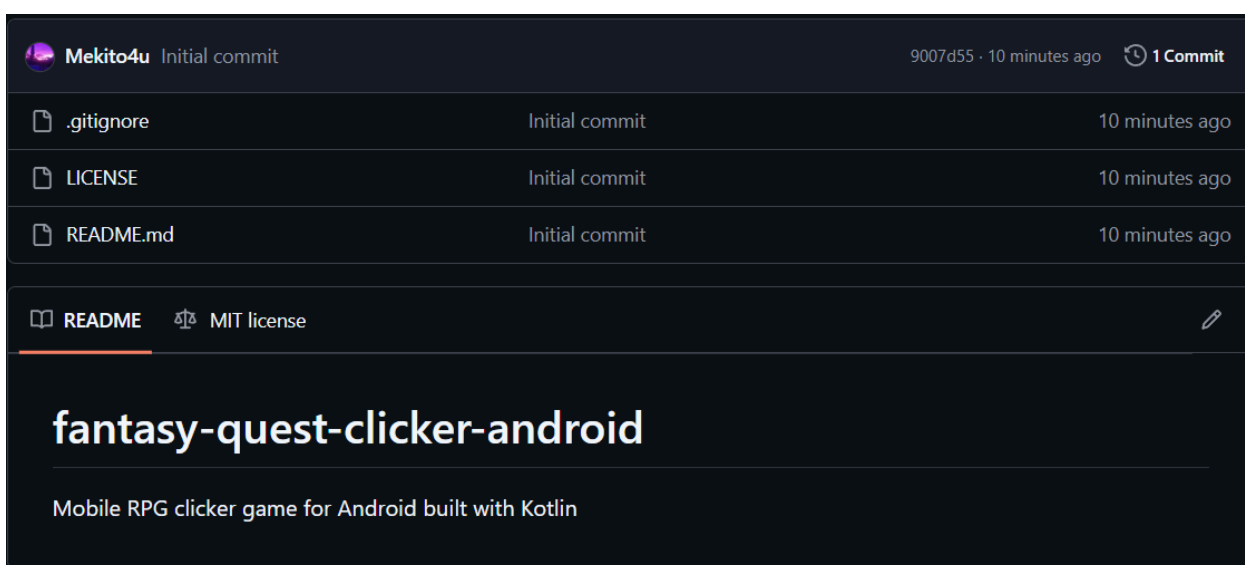 Mekito4u Initial commit 9007d55 · 10 minutes ago 1 Commit
.gitignore Initial commit 10 minutes ago
LICENSE Initial commit 10 minutes ago
README.md Initial commit 10 minutes ago
README MIT license
fantasy-quest-clicker-android
Mobile RPG clicker game for Android built with Kotlin